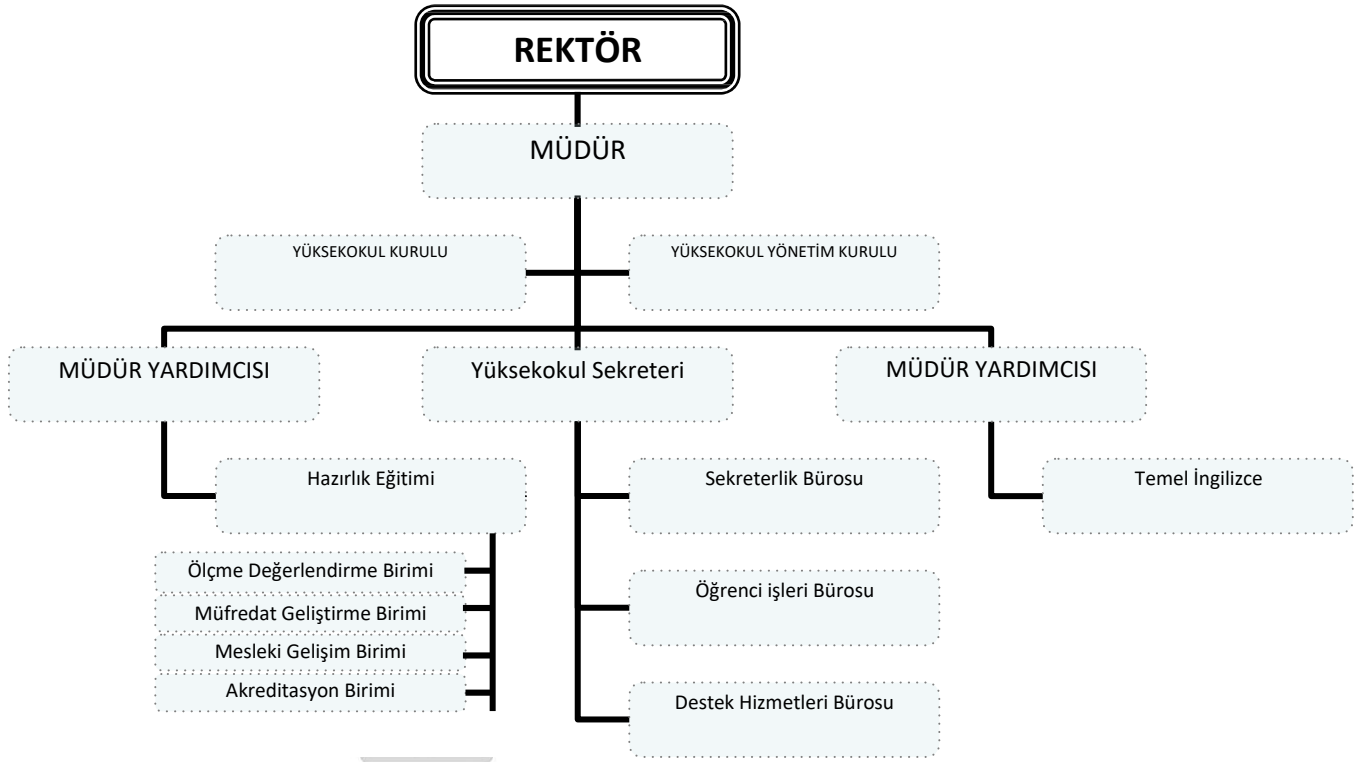 REKTÖR
MÜDÜR
YÜKSEKOKUL KURULU
YÜKSEKOKUL YÖNETİM KURULU
MÜDÜR YARDIMCISI
Yüksekokul Sekreteri
MÜDÜR YARDIMCISI
Hazırlık Eğitimi
Sekreterlik Bürosu
Temel İngilizce
Ölçme Değerlendirme Birimi
Müfredat Geliştirme Birimi
Mesleki Gelişim Birimi
Akreditasyon Birimi
Öğrenci işleri Bürosu
Destek Hizmetleri Bürosu